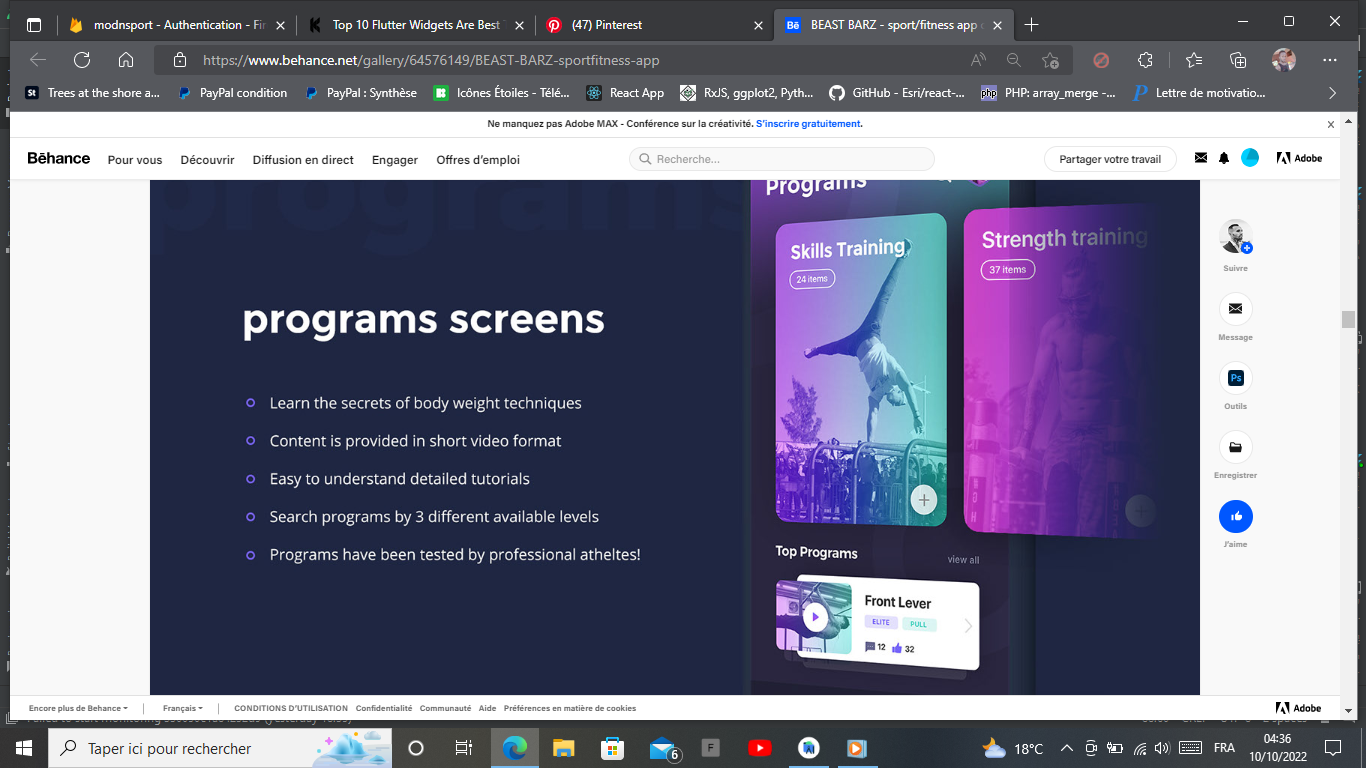 modnsport - Authentication - Fir
Top 10 Flutter Widgets Are Best
(47) Pinterest
BEAST BARZ - sport/fitness app
https://www.behance.net/gallery/64576149/BEAST-BARZ-sportfitness-app
Trees at the shore a...
PayPal condition
PayPal : Synthèse
Icônes Étoiles - Télé...
React App
RxJS, ggplot2, Pyth...
GitHub - Esri/react-...
PHP: array_merge -...
Lettre de motivatio...
Ne manquez pas Adobe MAX - Conférence sur la créativité. S'inscrire gratuitement.
Bēhance
Pour vous
Découvrir
Diffusion en direct
Engager
Offres d'emploi
Recherche...
Partager votre travail
Adobe
programs
Programs
Skills Training
24 items
Strength training
37 items
programs screens
Learn the secrets of body weight techniques
Content is provided in short video format
Easy to understand detailed tutorials
Search programs by 3 different available levels
Programs have been tested by professional atheltes!
Top Programs
view all
Front Lever
ELITE
PULL
12
32
Suivre
Message
Ps
Outils
Enregistrer
J'aime
Encore plus de Behance
Français
CONDITIONS D'UTILISATION
Confidentialité
Communauté
Aide
Préférences en matière de cookies
Adobe
Taper ici pour rechercher
6
F
18°C
FRA
04:36
10/10/2022